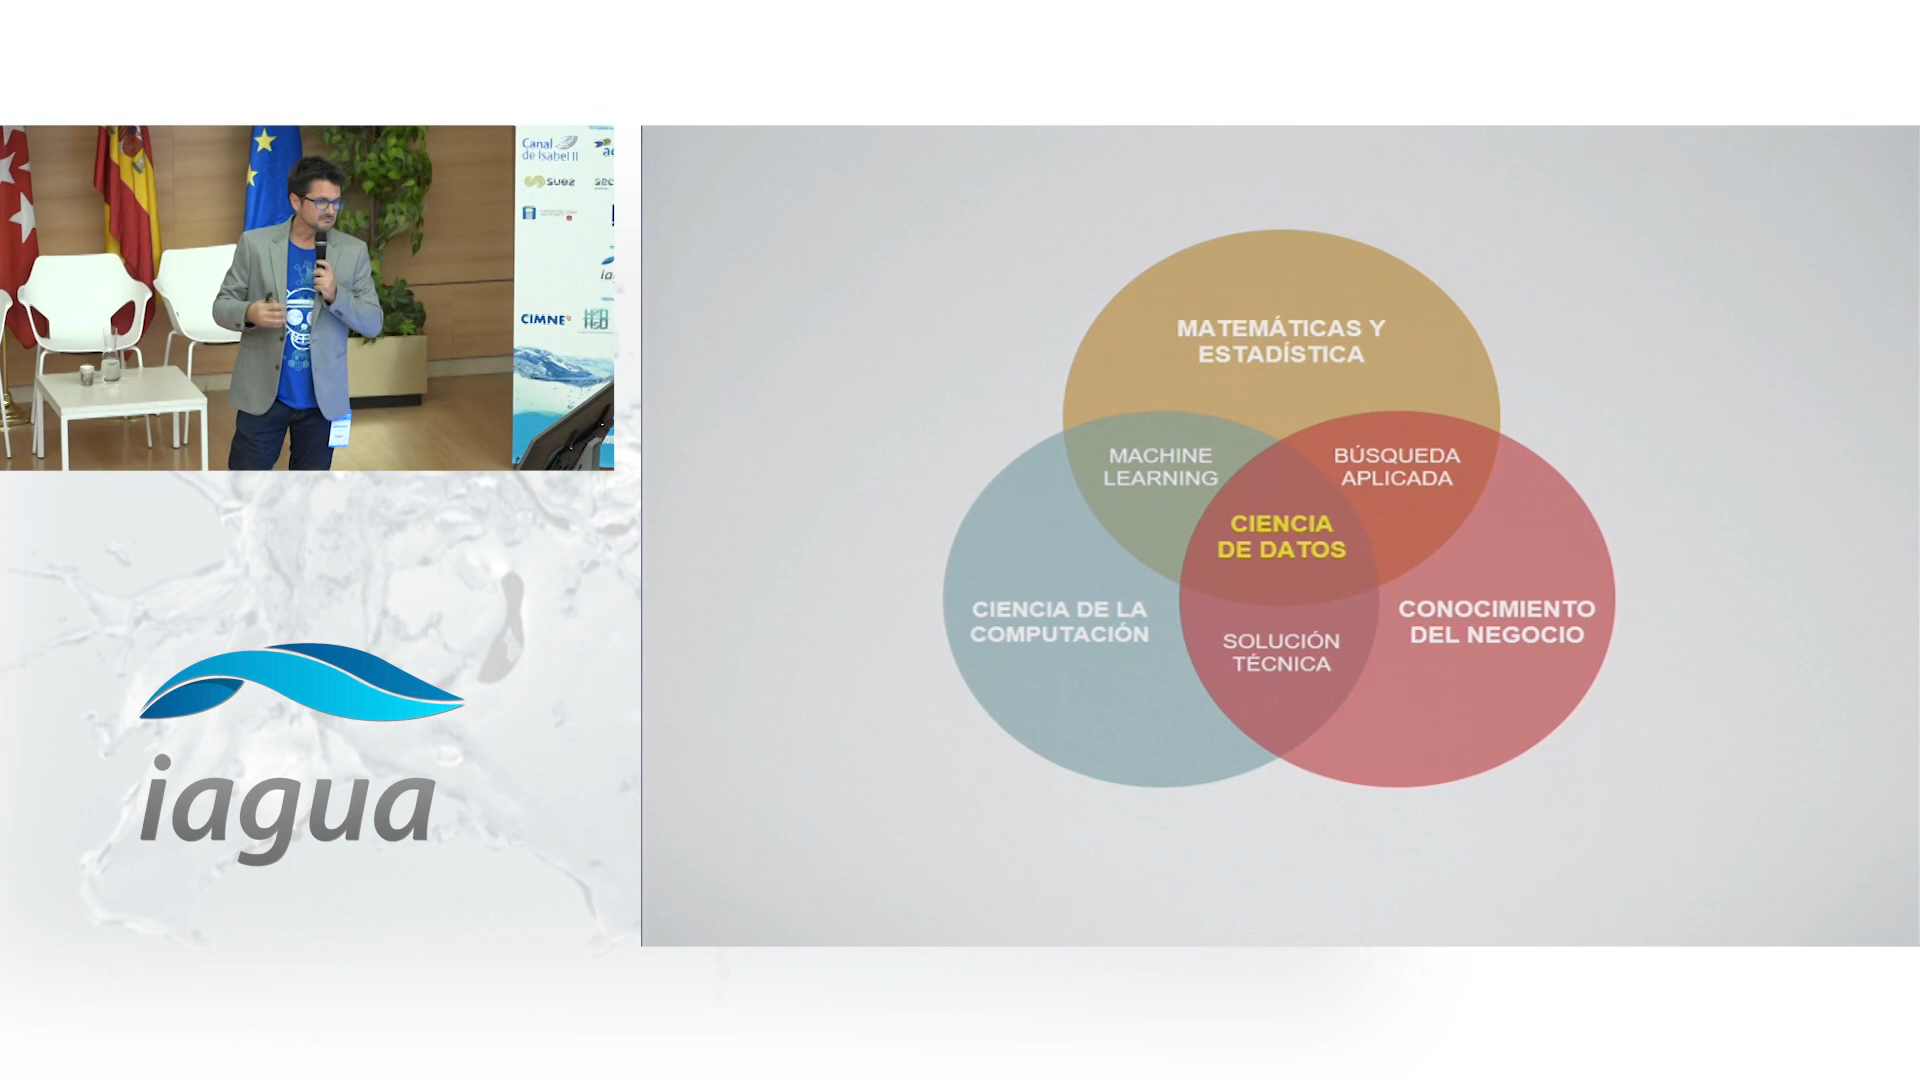 Canal
de Isabel II
suez
CIMNE
iagua
MATEMÁTICAS Y
ESTADÍSTICA
MACHINE
LEARNING
BÚSQUEDA
APLICADA
CIENCIA
DE DATOS
CIENCIA DE LA
COMPUTACIÓN
CONOCIMIENTO
DEL NEGOCIO
SOLUCIÓN
TÉCNICA